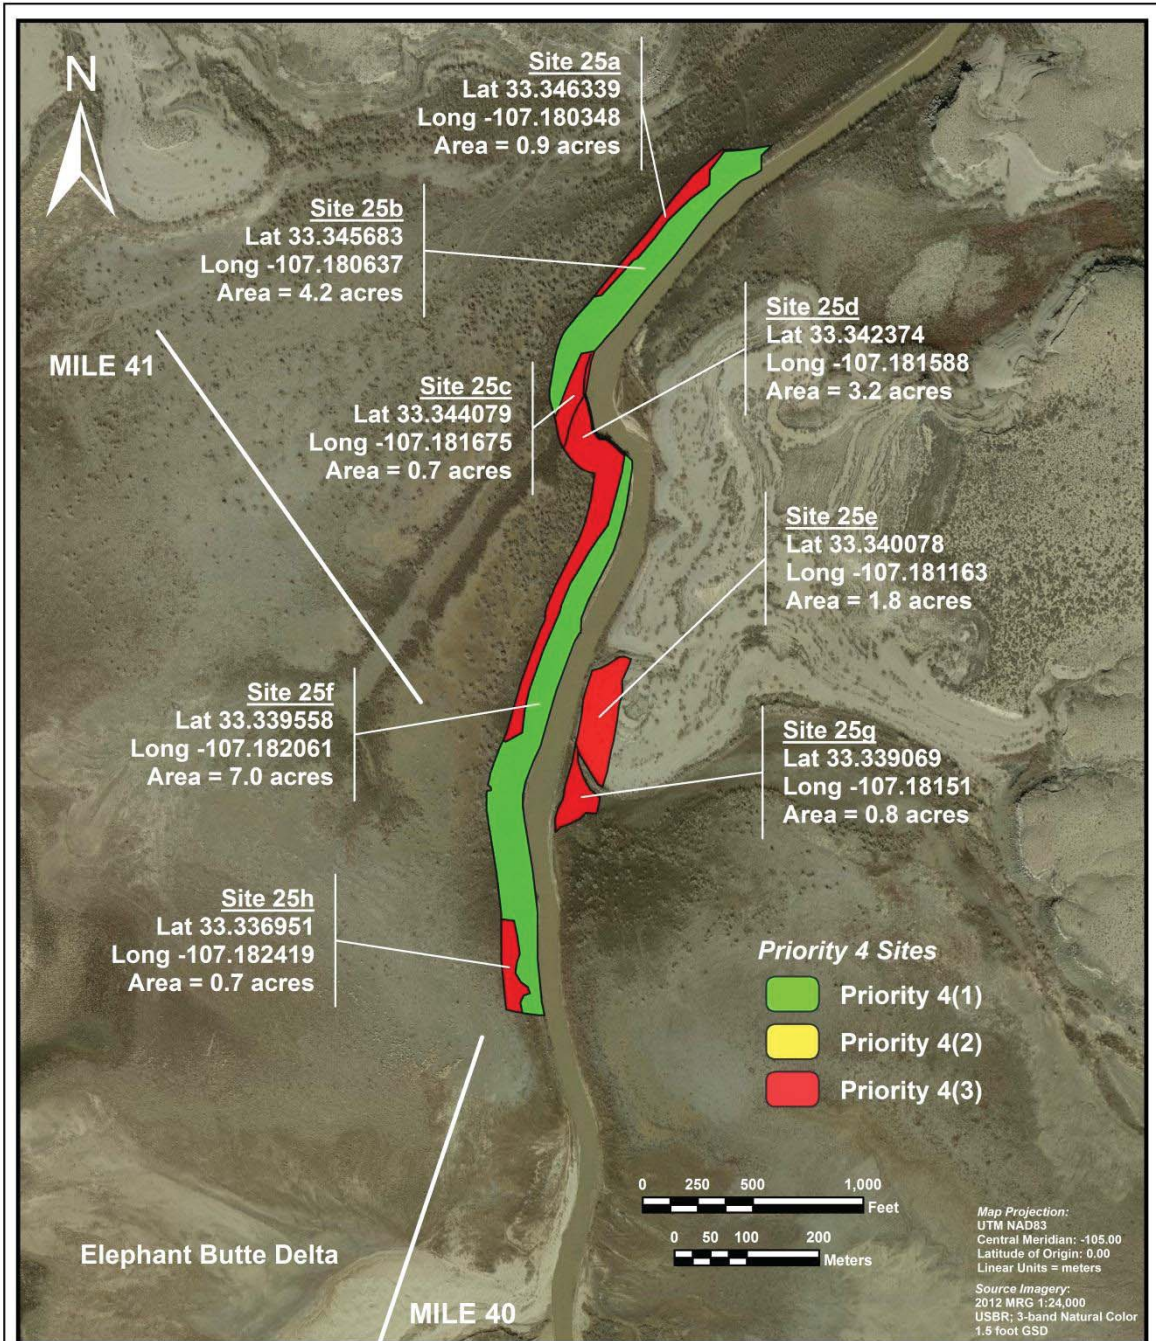 N
Site 25a
Lat 33.346339
Long -107.180348
Area = 0.9 acres
Site 25b
Lat 33.345683
Long -107.180637
Area = 4.2 acres
Site 25d
Lat 33.342374
Long -107.181588
Area = 3.2 acres
MILE 41
Site 25c
Lat 33.344079
Long -107.181675
Area = 0.7 acres
Site 25e
Lat 33.340078
Long -107.181163
Area = 1.8 acres
Site 25f
Lat 33.339558
Long -107.182061
Area = 7.0 acres
Site 25g
Lat 33.339069
Long -107.18151
Area = 0.8 acres
Site 25h
Lat 33.336951
Long -107.182419
Area = 0.7 acres
Priority 4 Sites
Priority 4(1)
Priority 4(2)
Priority 4(3)
0 250 500 1,000
Feet
0 50 100 200
Meters
Map Projection:
UTM NAD83
Central Meridian: -105.00
Latitude of Origin: 0.00
Linear Units = meters
Source Imagery:
2012 MRG 1:24,000
USBR; 3-band Natural Color
1.5 foot GSD
Elephant Butte Delta
MILE 40